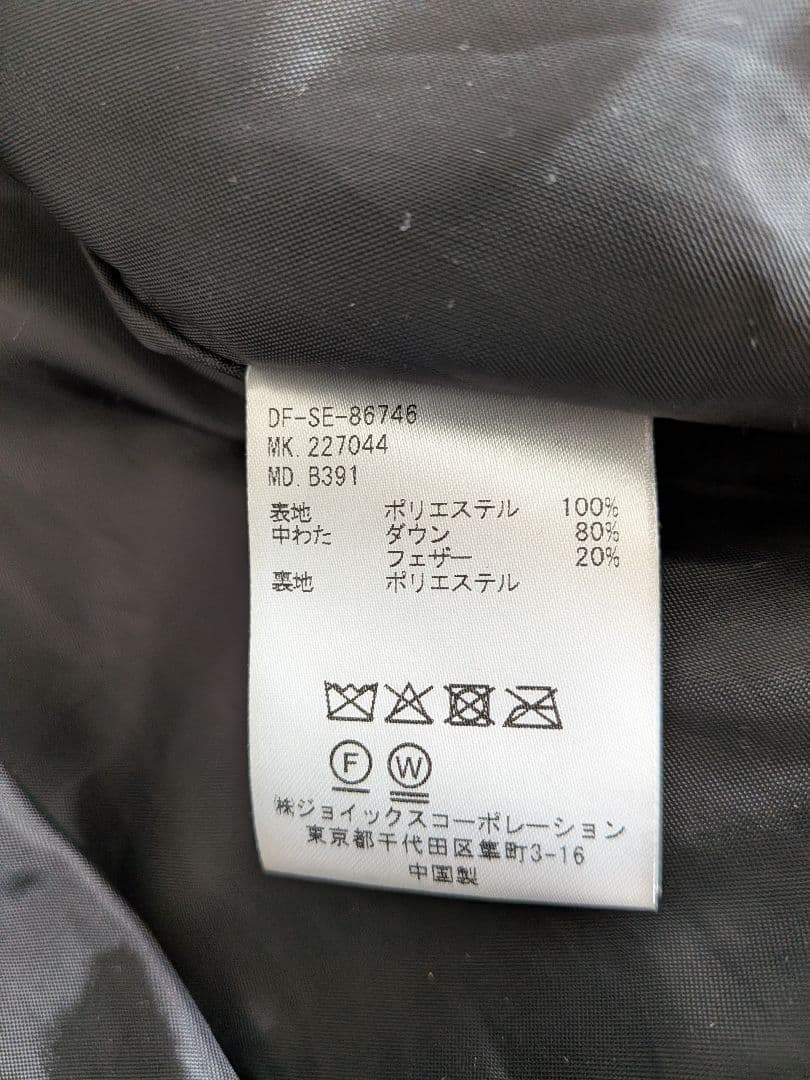 DF-SE-86746
MK. 227044
MD. B391
表地 ポリエステル 100%
中わた ダウン 80%
フェザー 20%
裏地 ポリエステル
F W
㈱ジョイックスコーポレーション
東京都千代田区隼町3-16
中国製